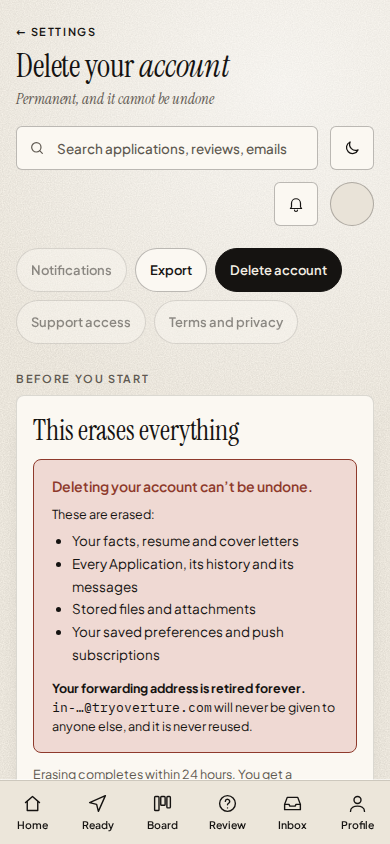 ← SETTINGS
Delete your account
Permanent, and it cannot be undone
Search applications, reviews, emails
Notifications
Export
Delete account
Support access
Terms and privacy
BEFORE YOU START
This erases everything
Deleting your account can’t be undone.
These are erased:
• Your facts, resume and cover letters
• Every Application, its history and its
messages
• Stored files and attachments
• Your saved preferences and push
subscriptions
Your forwarding address is retired forever.
in-…@tryoverture.com will never be given to
anyone else, and it is never reused.
Erasing completes within 24 hours. You get a
Home
Ready
Board
Review
Inbox
Profile